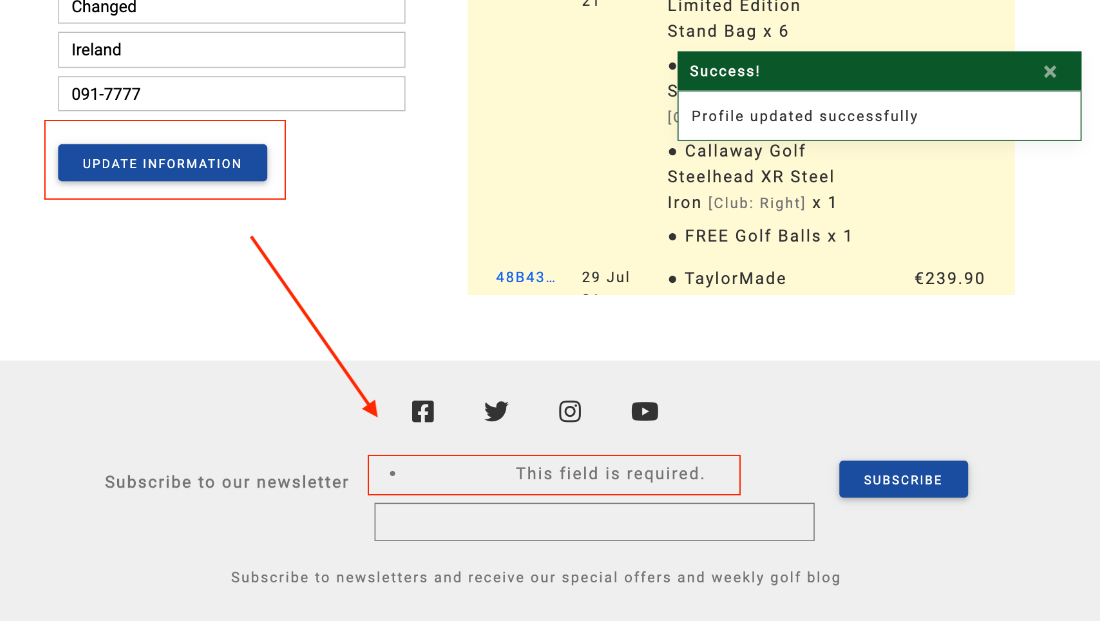 Changed
Ireland
091-7777
UPDATE INFORMATION
21
Limited Edition
Stand Bag x 6
Success!
Profile updated successfully
● Callaway Golf
Steelhead XR Steel
Iron [Club: Right] x 1
● FREE Golf Balls x 1
48B43… 29 Jul ● TaylorMade €239.90
Subscribe to our newsletter
• This field is required.
SUBSCRIBE
Subscribe to newsletters and receive our special offers and weekly golf blog